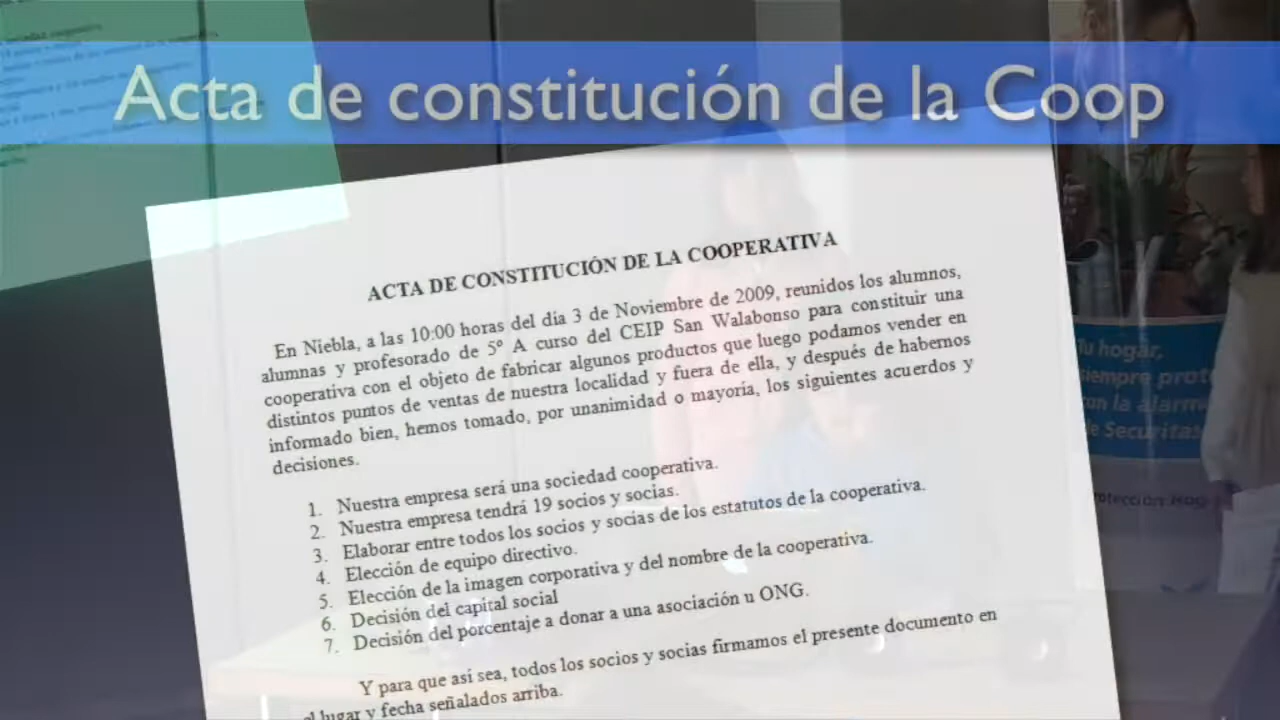 Acta de constitución de la Coop
ACTA DE CONSTITUCIÓN DE LA COOPERATIVA
En Niebla, a las 10:00 horas del día 3 de Noviembre de 2009, reunidos los alumnos,
alumnas y profesorado de 5º A curso del CEIP San Walabonso para constituir una
cooperativa con el objeto de fabricar algunos productos que luego podamos vender en
distintos puntos de ventas de nuestra localidad y fuera de ella, y después de habernos
informado bien, hemos tomado, por unanimidad o mayoría, los siguientes acuerdos y
decisiones.
1. Nuestra empresa será una sociedad cooperativa.
2. Nuestra empresa tendrá 19 socios y socias.
3. Elaborar entre todos los socios y socias de los estatutos de la cooperativa.
4. Elección de equipo directivo.
5. Elección de la imagen corporativa y del nombre de la cooperativa.
6. Decisión del capital social
7. Decisión del porcentaje a donar a una asociación u ONG.
Y para que así sea, todos los socios y socias firmamos el presente documento en
el lugar y fecha señalados arriba.
Tu hogar,
siempre prot
con la alarm
de Securitas